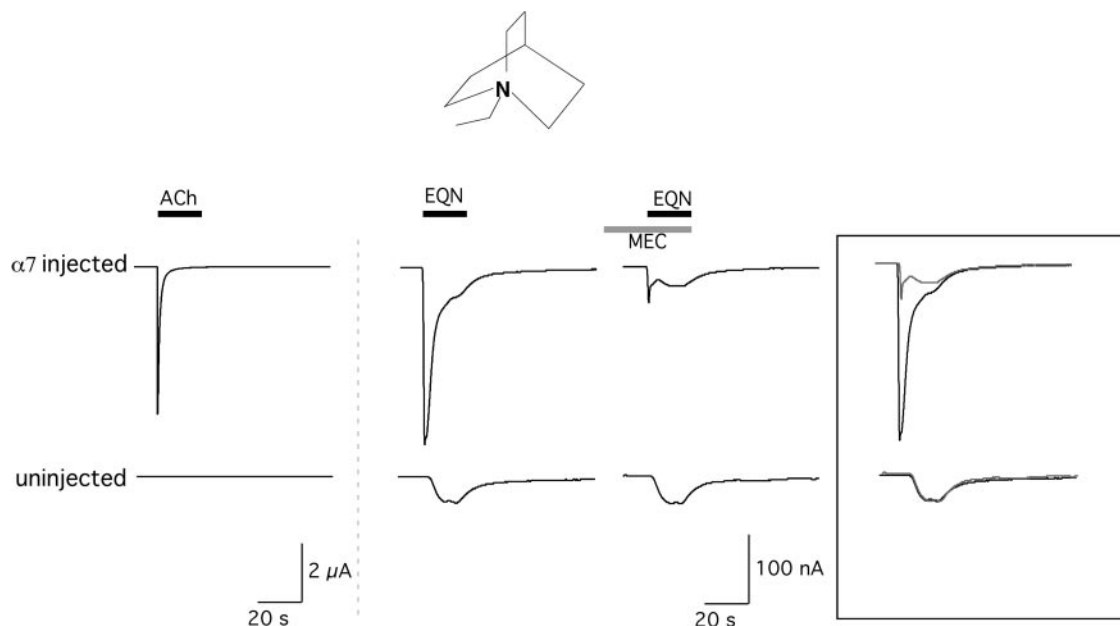 N
ACh
EQN
EQN
MEC
α7 injected
uninjected
2 µA
20 s
100 nA
20 s